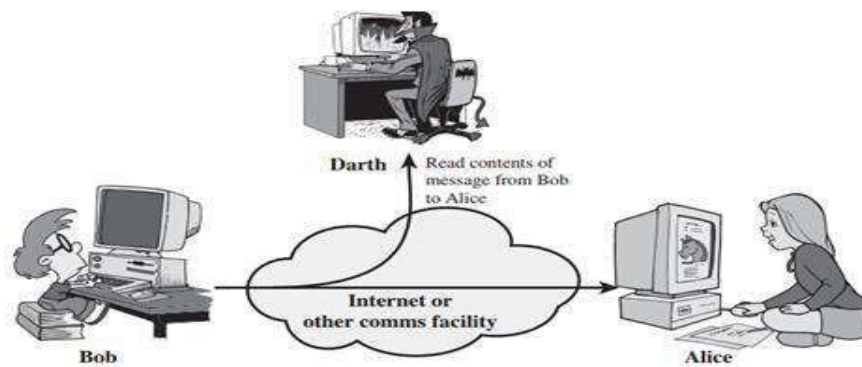 Darth
Read contents of
message from Bob
to Alice
Internet or
other comms facility
Bob
Alice